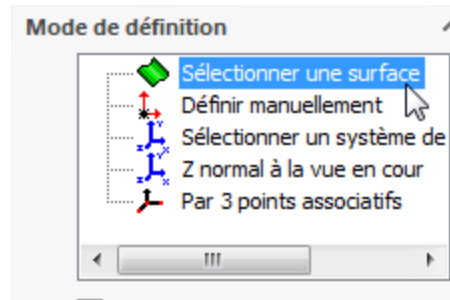 Mode de définition
Sélectionner une surface
Définir manuellement
Sélectionner un système de
Z normal à la vue en cour
Par 3 points associatifs